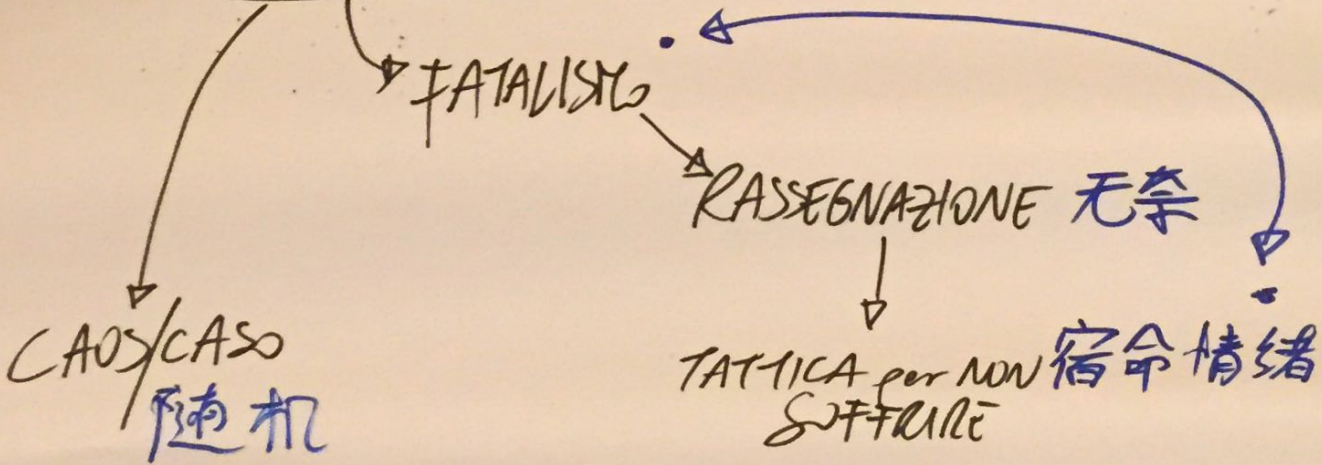 FATALISMO
RASSEGNAZIONE 无奈
CAOS/CASO
随机
TATTICA per NON
SOFFRIRE
宿命情绪